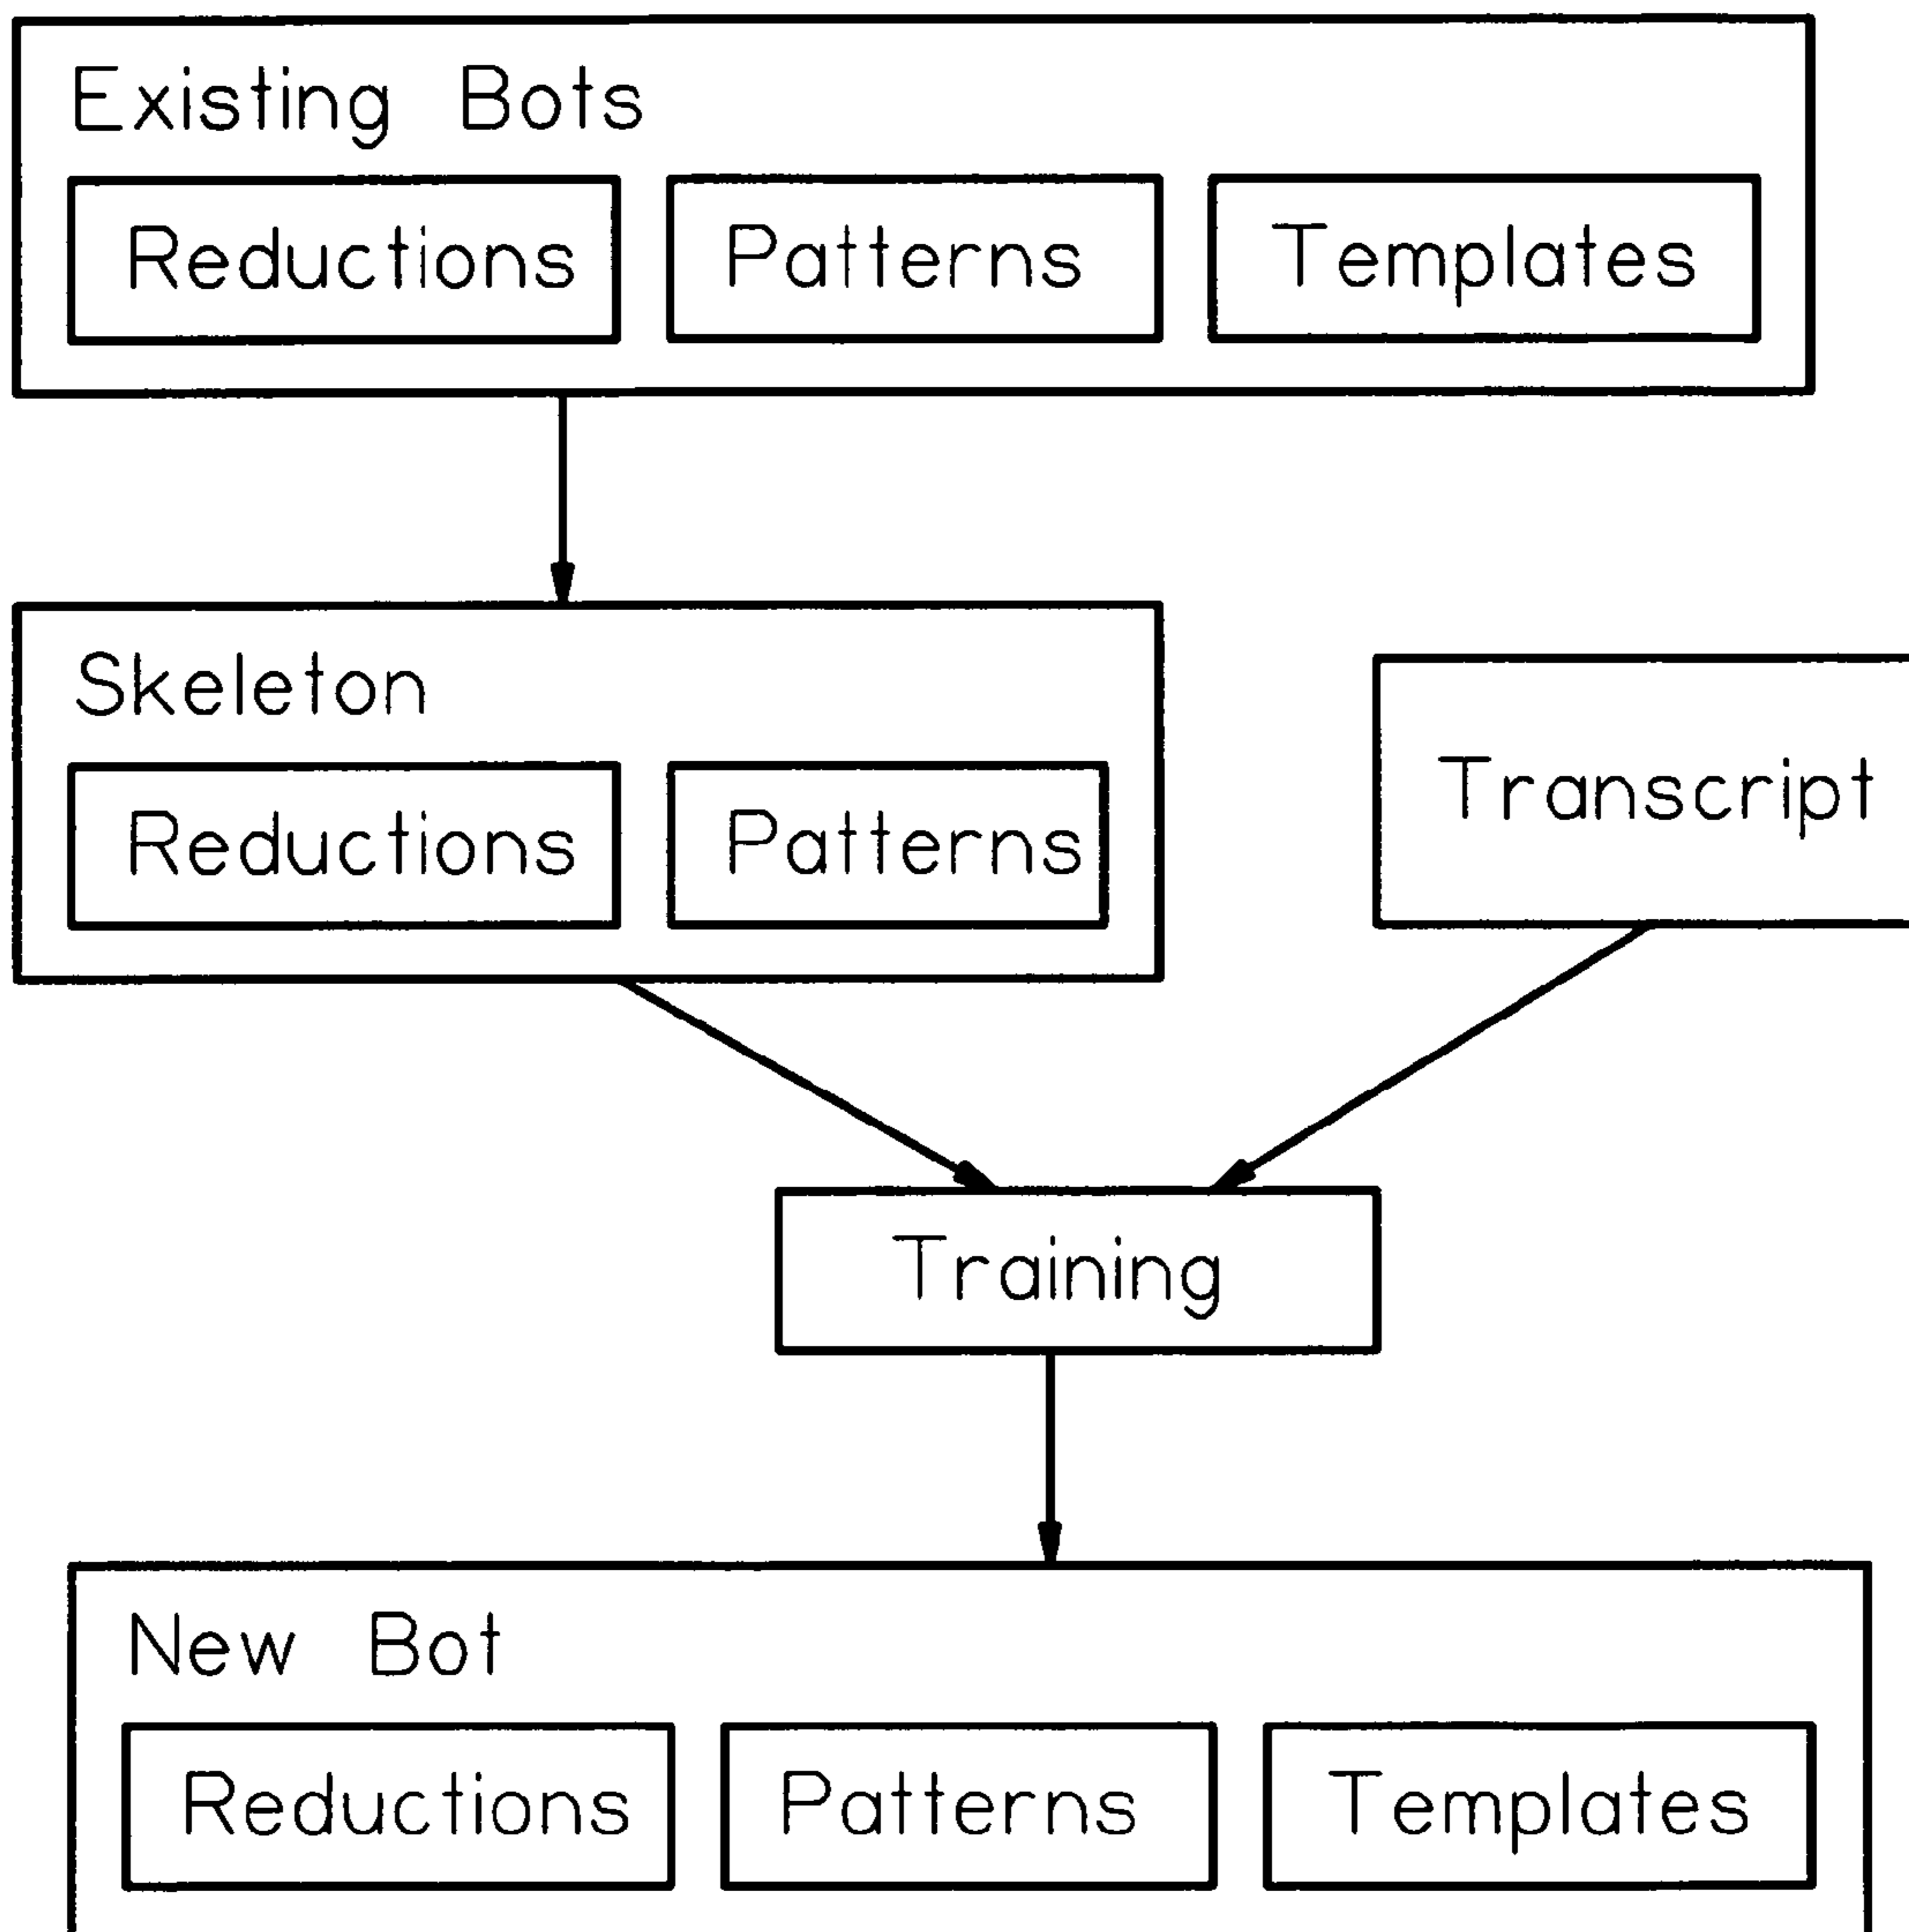 Existing Bots
Reductions Patterns Templates
Skeleton
Transcript
Reductions Patterns
Training
New Bot
Reductions Patterns Templates